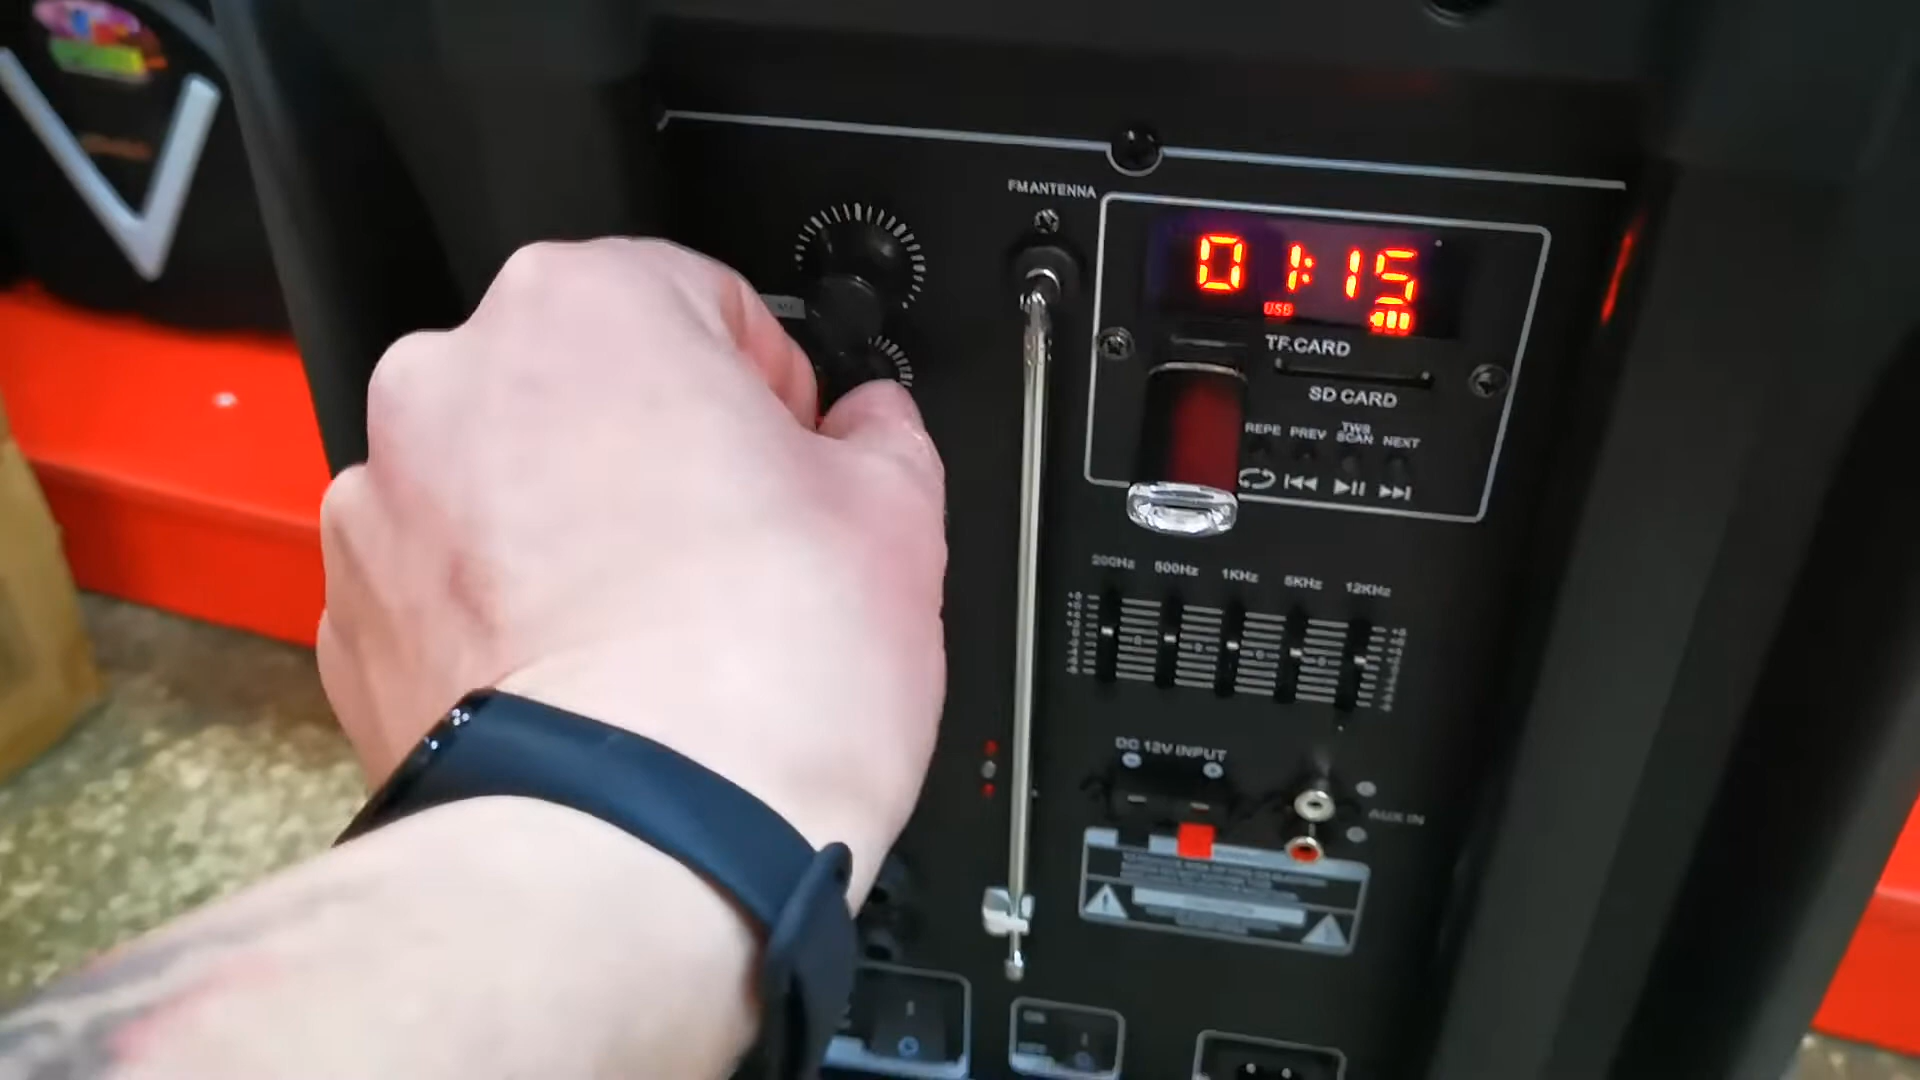 FM ANTENNA
01:15
USB
TF.CARD
SD CARD
REPE PREV TWS SCAN NEXT
200Hz 500Hz 1KHz 5KHz 12KHz
DC 12V INPUT
AUX IN